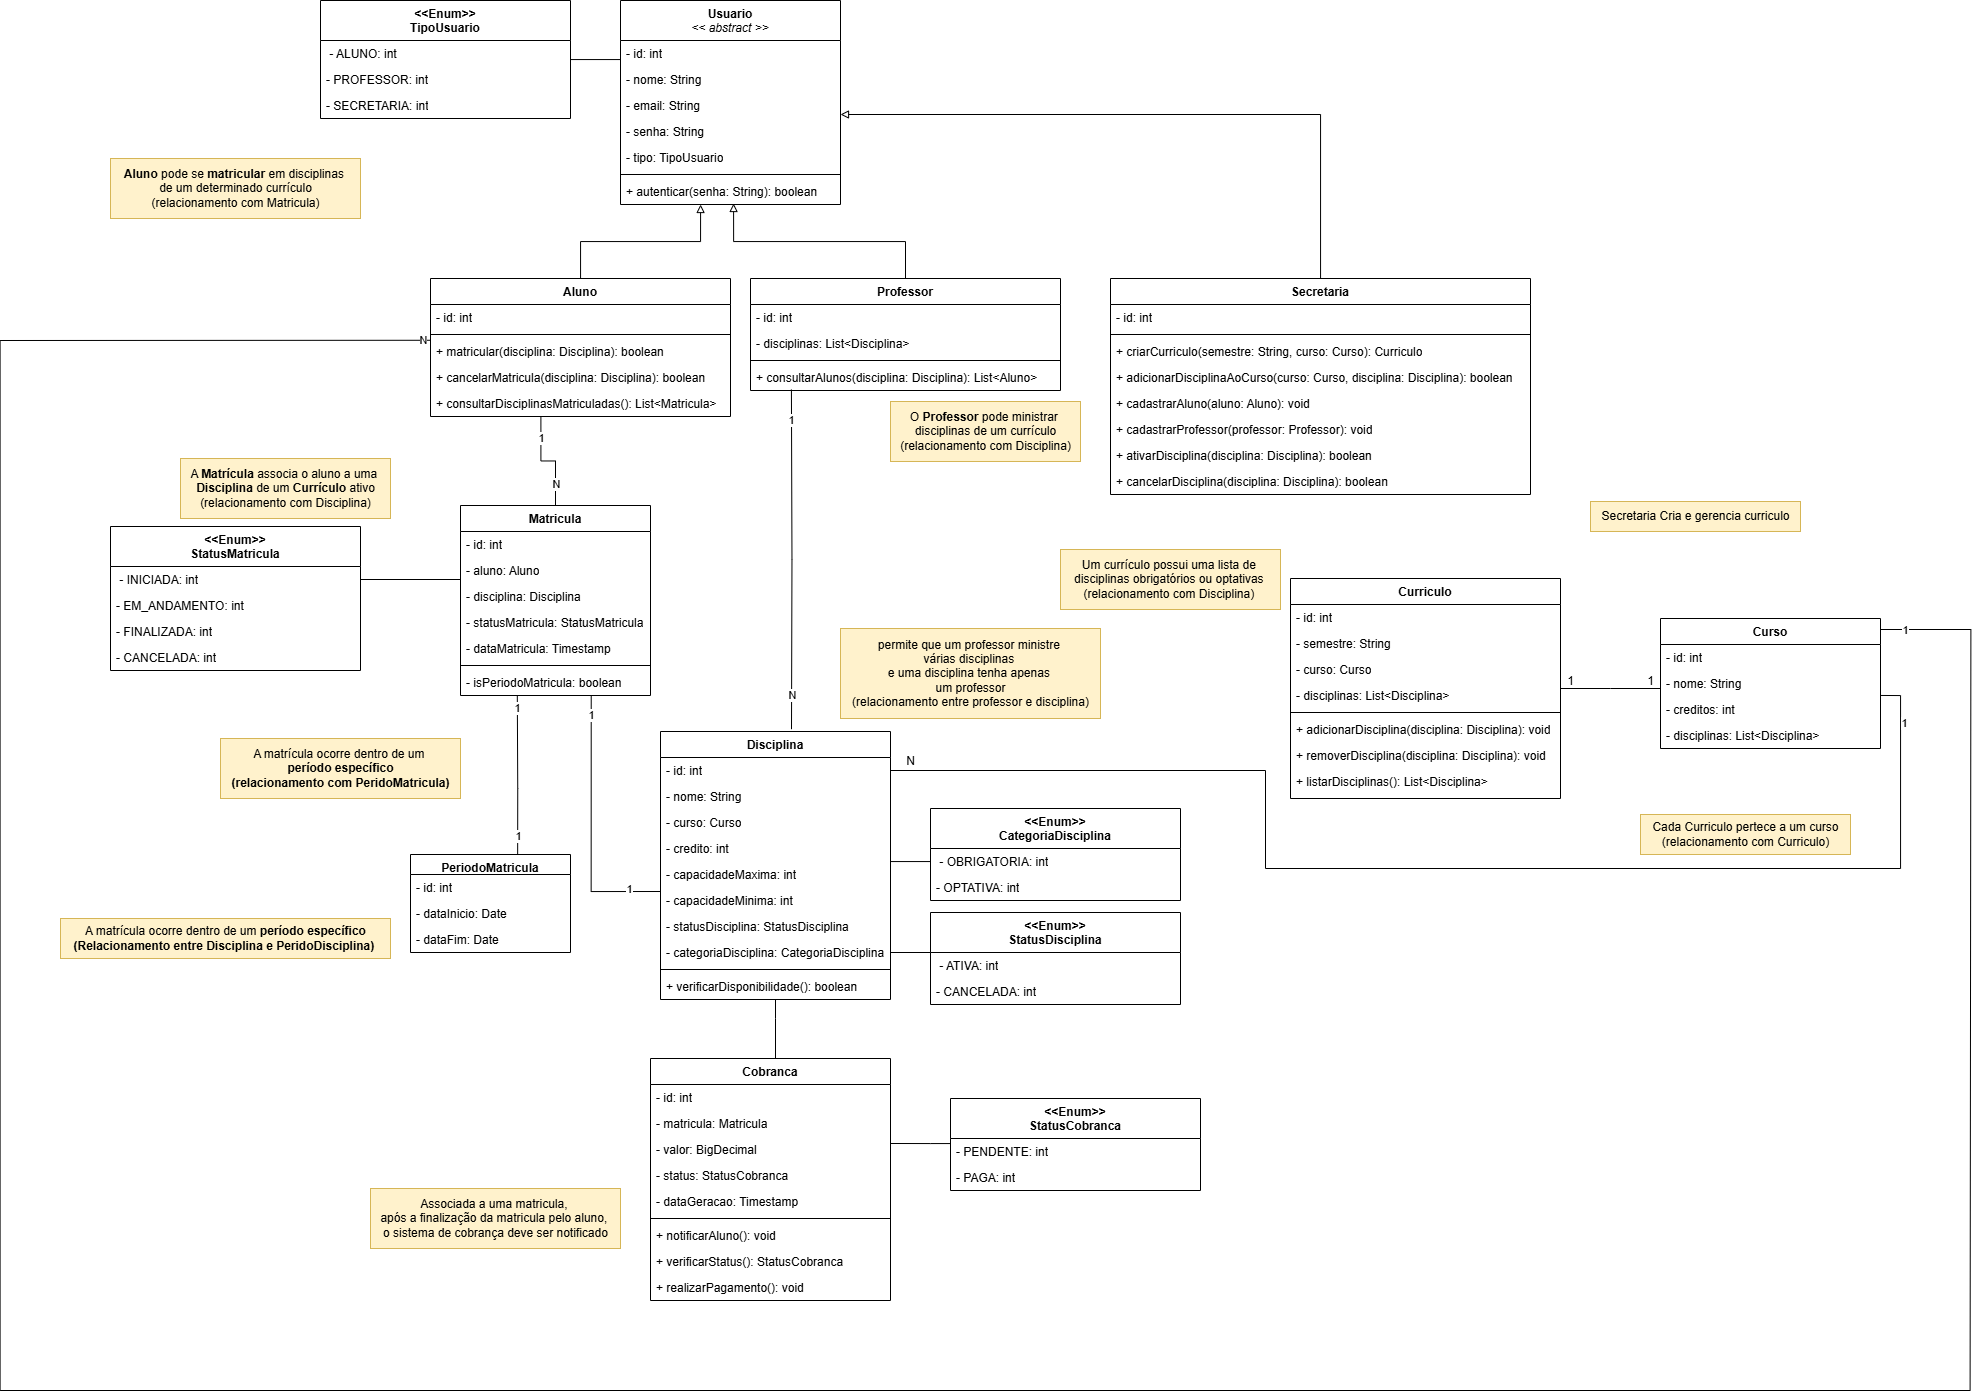 <<Enum>>
TipoUsuario
- ALUNO: int
- PROFESSOR: int
- SECRETARIA: int
Usuario
<< abstract >>
- id: int
- nome: String
- email: String
- senha: String
- tipo: TipoUsuario
+ autenticar(senha: String): boolean
Aluno pode se matricular em disciplinas
de um determinado currículo
(relacionamento com Matricula)
Aluno
- id: int
+ matricular(disciplina: Disciplina): boolean
+ cancelarMatricula(disciplina: Disciplina): boolean
+ consultarDisciplinasMatriculadas(): List<Matricula>
N
1
N
Professor
- id: int
- disciplinas: List<Disciplina>
+ consultarAlunos(disciplina: Disciplina): List<Aluno>
1
O Professor pode ministrar
disciplinas de um currículo
(relacionamento com Disciplina)
Secretaria
- id: int
+ criarCurriculo(semestre: String, curso: Curso): Curriculo
+ adicionarDisciplinaAoCurso(curso: Curso, disciplina: Disciplina): boolean
+ cadastrarAluno(aluno: Aluno): void
+ cadastrarProfessor(professor: Professor): void
+ ativarDisciplina(disciplina: Disciplina): boolean
+ cancelarDisciplina(disciplina: Disciplina): boolean
A Matrícula associa o aluno a uma
Disciplina de um Currículo ativo
(relacionamento com Disciplina)
Secretaria Cria e gerencia curriculo
<<Enum>>
StatusMatricula
- INICIADA: int
- EM_ANDAMENTO: int
- FINALIZADA: int
- CANCELADA: int
Matricula
- id: int
- aluno: Aluno
- disciplina: Disciplina
- statusMatricula: StatusMatricula
- dataMatricula: Timestamp
- isPeriodoMatricula: boolean
1
1
Um currículo possui uma lista de
disciplinas obrigatórios ou optativas
(relacionamento com Disciplina)
permite que um professor ministre
várias disciplinas
e uma disciplina tenha apenas
um professor
(relacionamento entre professor e disciplina)
N
Curriculo
- id: int
- semestre: String
- curso: Curso
- disciplinas: List<Disciplina>
+ adicionarDisciplina(disciplina: Disciplina): void
+ removerDisciplina(disciplina: Disciplina): void
+ listarDisciplinas(): List<Disciplina>
1
1
Curso
- id: int
- nome: String
- creditos: int
- disciplinas: List<Disciplina>
1
1
A matrícula ocorre dentro de um
período específico
(relacionamento com PeridoMatricula)
Disciplina
- id: int
- nome: String
- curso: Curso
- credito: int
- capacidadeMaxima: int
- capacidadeMinima: int
- statusDisciplina: StatusDisciplina
- categoriaDisciplina: CategoriaDisciplina
+ verificarDisponibilidade(): boolean
N
1
<<Enum>>
CategoriaDisciplina
- OBRIGATORIA: int
- OPTATIVA: int
Cada Curriculo pertece a um curso
(relacionamento com Curriculo)
1
PeriodoMatricula
- id: int
- dataInicio: Date
- dataFim: Date
A matrícula ocorre dentro de um período específico
(Relacionamento entre Disciplina e PeridoDisciplina)
<<Enum>>
StatusDisciplina
- ATIVA: int
- CANCELADA: int
Cobranca
- id: int
- matricula: Matricula
- valor: BigDecimal
- status: StatusCobranca
- dataGeracao: Timestamp
+ notificarAluno(): void
+ verificarStatus(): StatusCobranca
+ realizarPagamento(): void
<<Enum>>
StatusCobranca
- PENDENTE: int
- PAGA: int
Associada a uma matricula,
após a finalização da matricula pelo aluno,
o sistema de cobrança deve ser notificado